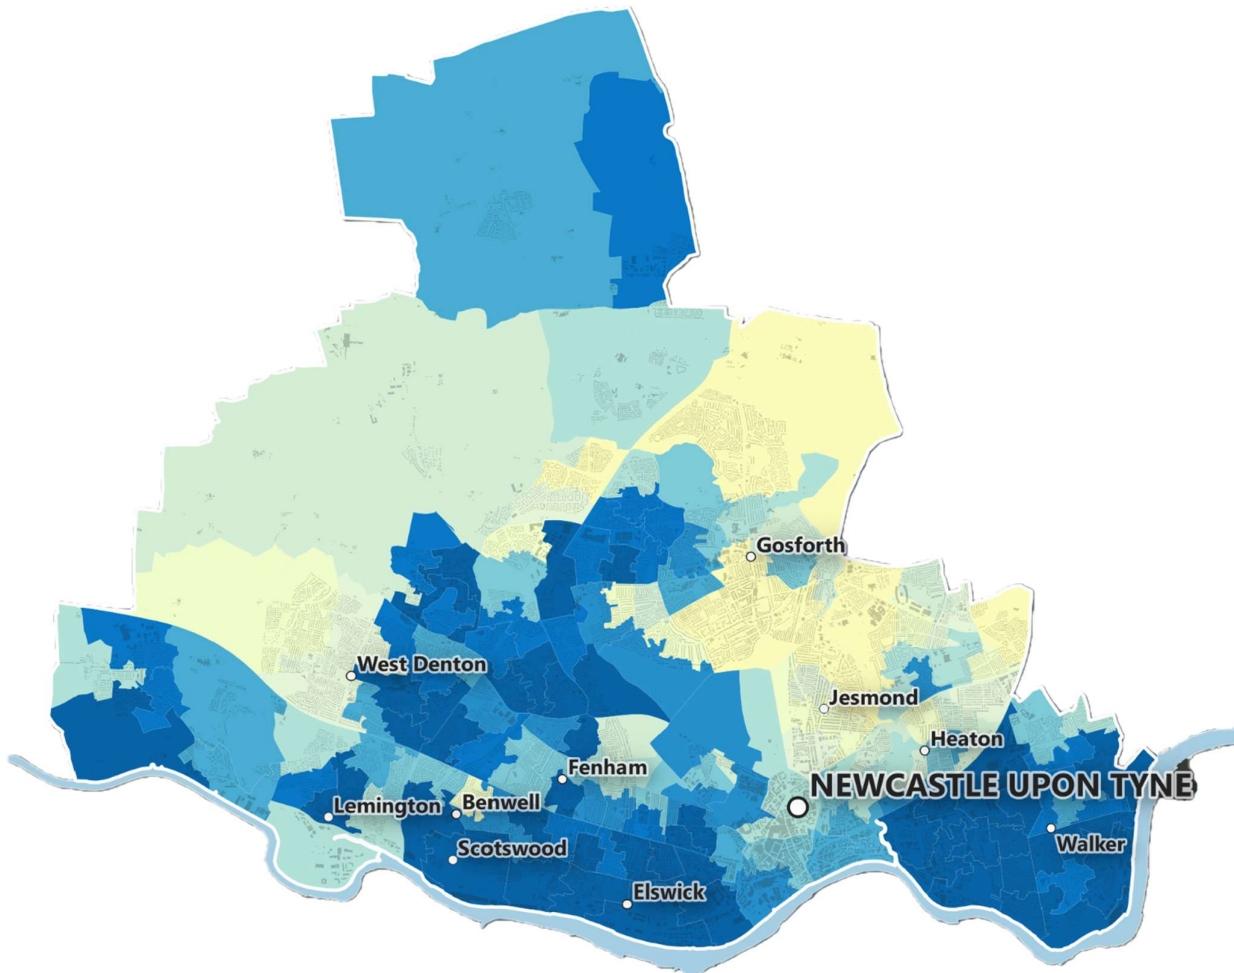 Gosforth
West Denton
Jesmond
Heaton
Fenham
NEWCASTLE UPON TYNE
Lemington
Benwell
Walker
Scotswood
Elswick